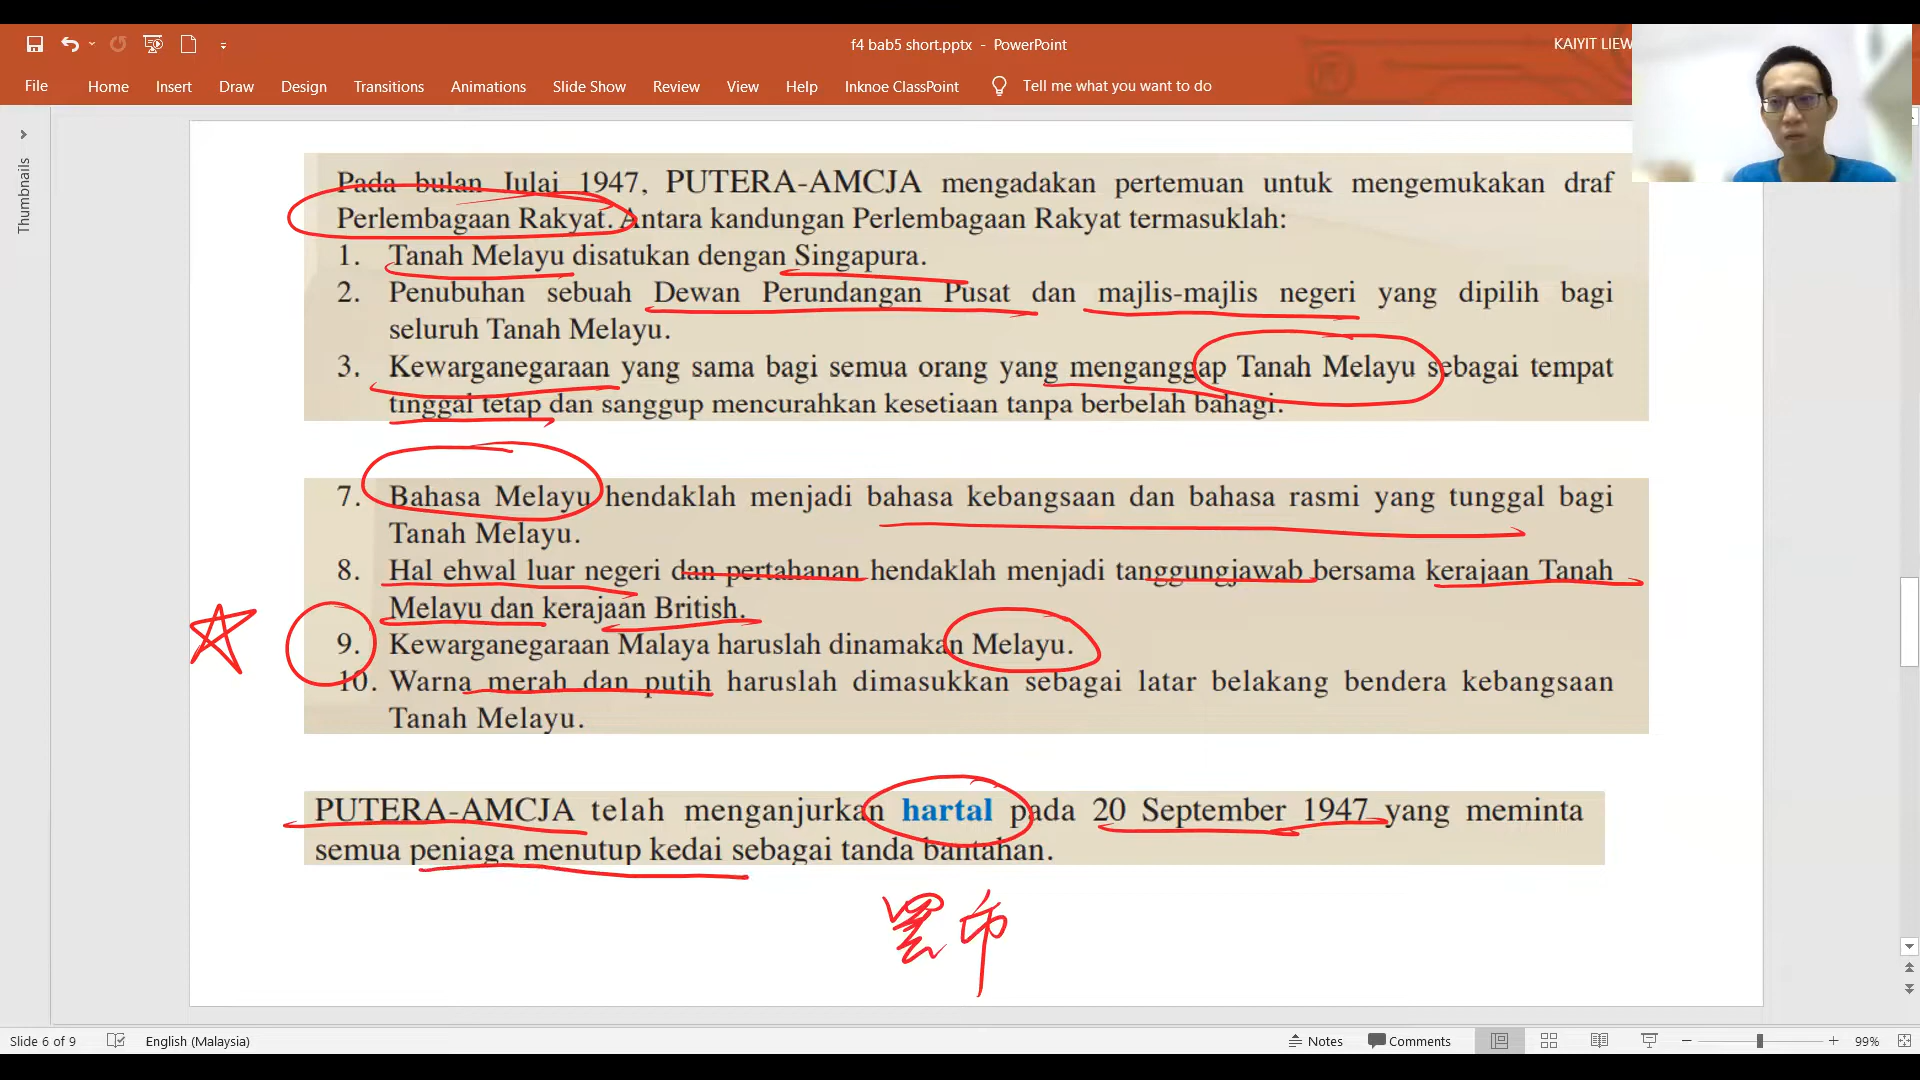 f4 bab5 short.pptx - PowerPoint
KAIYIT LIEW
File Home Insert Draw Design Transitions Animations Slide Show Review View Help Inknoe ClassPoint Tell me what you want to do
Thumbnails
Pada bulan Julai 1947, PUTERA-AMCJA mengadakan pertemuan untuk mengemukakan draf
Perlembagaan Rakyat. Antara kandungan Perlembagaan Rakyat termasuklah:
1. Tanah Melayu disatukan dengan Singapura.
2. Penubuhan sebuah Dewan Perundangan Pusat dan majlis-majlis negeri yang dipilih bagi
seluruh Tanah Melayu.
3. Kewarganegaraan yang sama bagi semua orang yang menganggap Tanah Melayu sebagai tempat
tinggal tetap dan sanggup mencurahkan kesetiaan tanpa berbelah bahagi.
7. Bahasa Melayu hendaklah menjadi bahasa kebangsaan dan bahasa rasmi yang tunggal bagi
Tanah Melayu.
8. Hal ehwal luar negeri dan pertahanan hendaklah menjadi tanggungjawab bersama kerajaan Tanah
Melayu dan kerajaan British.
9. Kewarganegaraan Malaya haruslah dinamakan Melayu.
10. Warna merah dan putih haruslah dimasukkan sebagai latar belakang bendera kebangsaan
Tanah Melayu.
PUTERA-AMCJA telah menganjurkan hartal pada 20 September 1947 yang meminta
semua peniaga menutup kedai sebagai tanda bantahan.
罢市
Slide 6 of 9 English (Malaysia) Notes Comments 99%